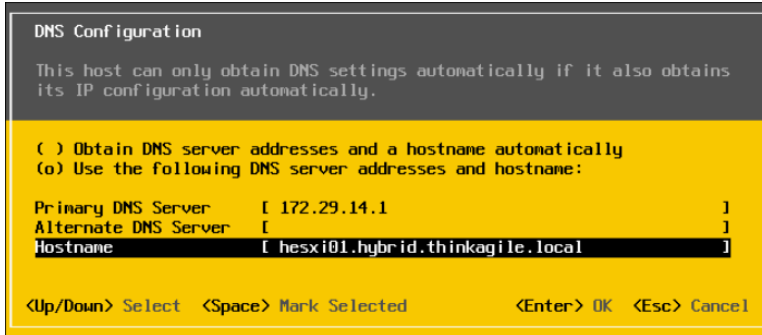 DNS Configuration
This host can only obtain DNS settings automatically if it also obtains
its IP configuration automatically.
( ) Obtain DNS server addresses and a hostname automatically
(o) Use the following DNS server addresses and hostname:
Primary DNS Server [ 172.29.14.1 ]
Alternate DNS Server [ ]
Hostname [ hesxi01.hybrid.thinkagile.local ]
<Up/Down> Select <Space> Mark Selected <Enter> OK <Esc> Cancel